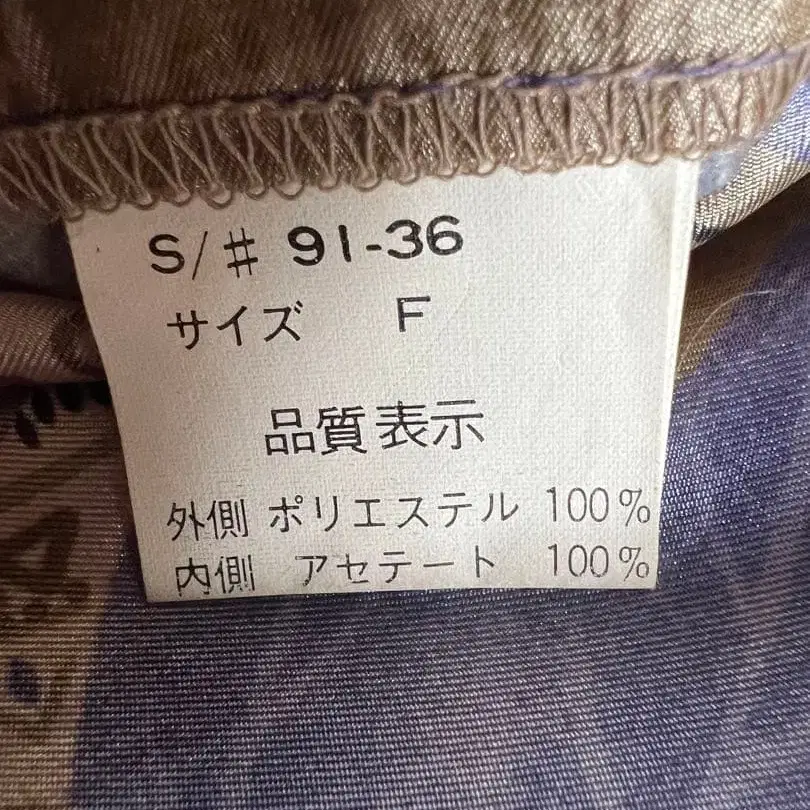 S/# 91-36
サイズ F
品質表示
外側 ポリエステル 100%
内側 アセテート 100%